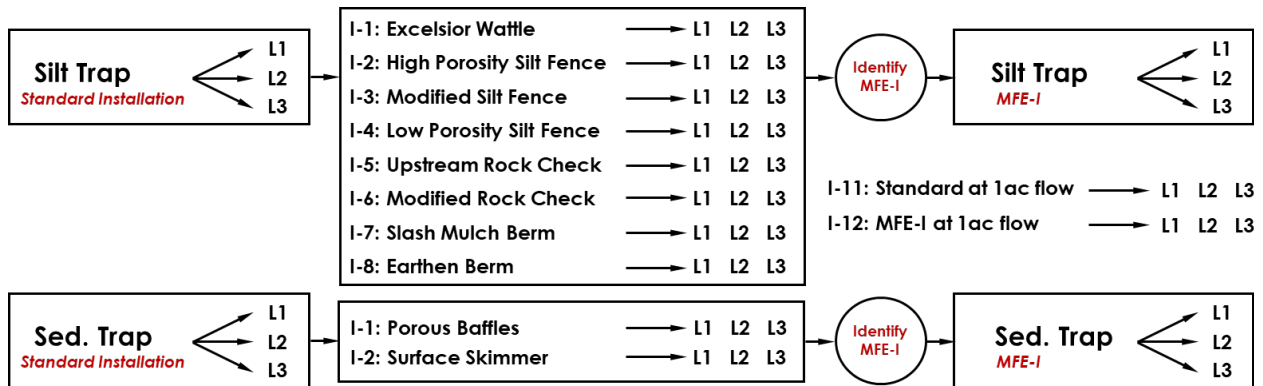 Silt Trap
Standard Installation
L1
L2
L3
I-1: Excelsior Wattle L1 L2 L3
I-2: High Porosity Silt Fence L1 L2 L3
I-3: Modified Silt Fence L1 L2 L3
I-4: Low Porosity Silt Fence L1 L2 L3
I-5: Upstream Rock Check L1 L2 L3
I-6: Modified Rock Check L1 L2 L3
I-7: Slash Mulch Berm L1 L2 L3
I-8: Earthen Berm L1 L2 L3
Identify
MFE-I
Silt Trap
MFE-I
L1
L2
L3
I-11: Standard at 1ac flow L1 L2 L3
I-12: MFE-I at 1ac flow L1 L2 L3
Sed. Trap
Standard Installation
L1
L2
L3
I-1: Porous Baffles L1 L2 L3
I-2: Surface Skimmer L1 L2 L3
Identify
MFE-I
Sed. Trap
MFE-I
L1
L2
L3